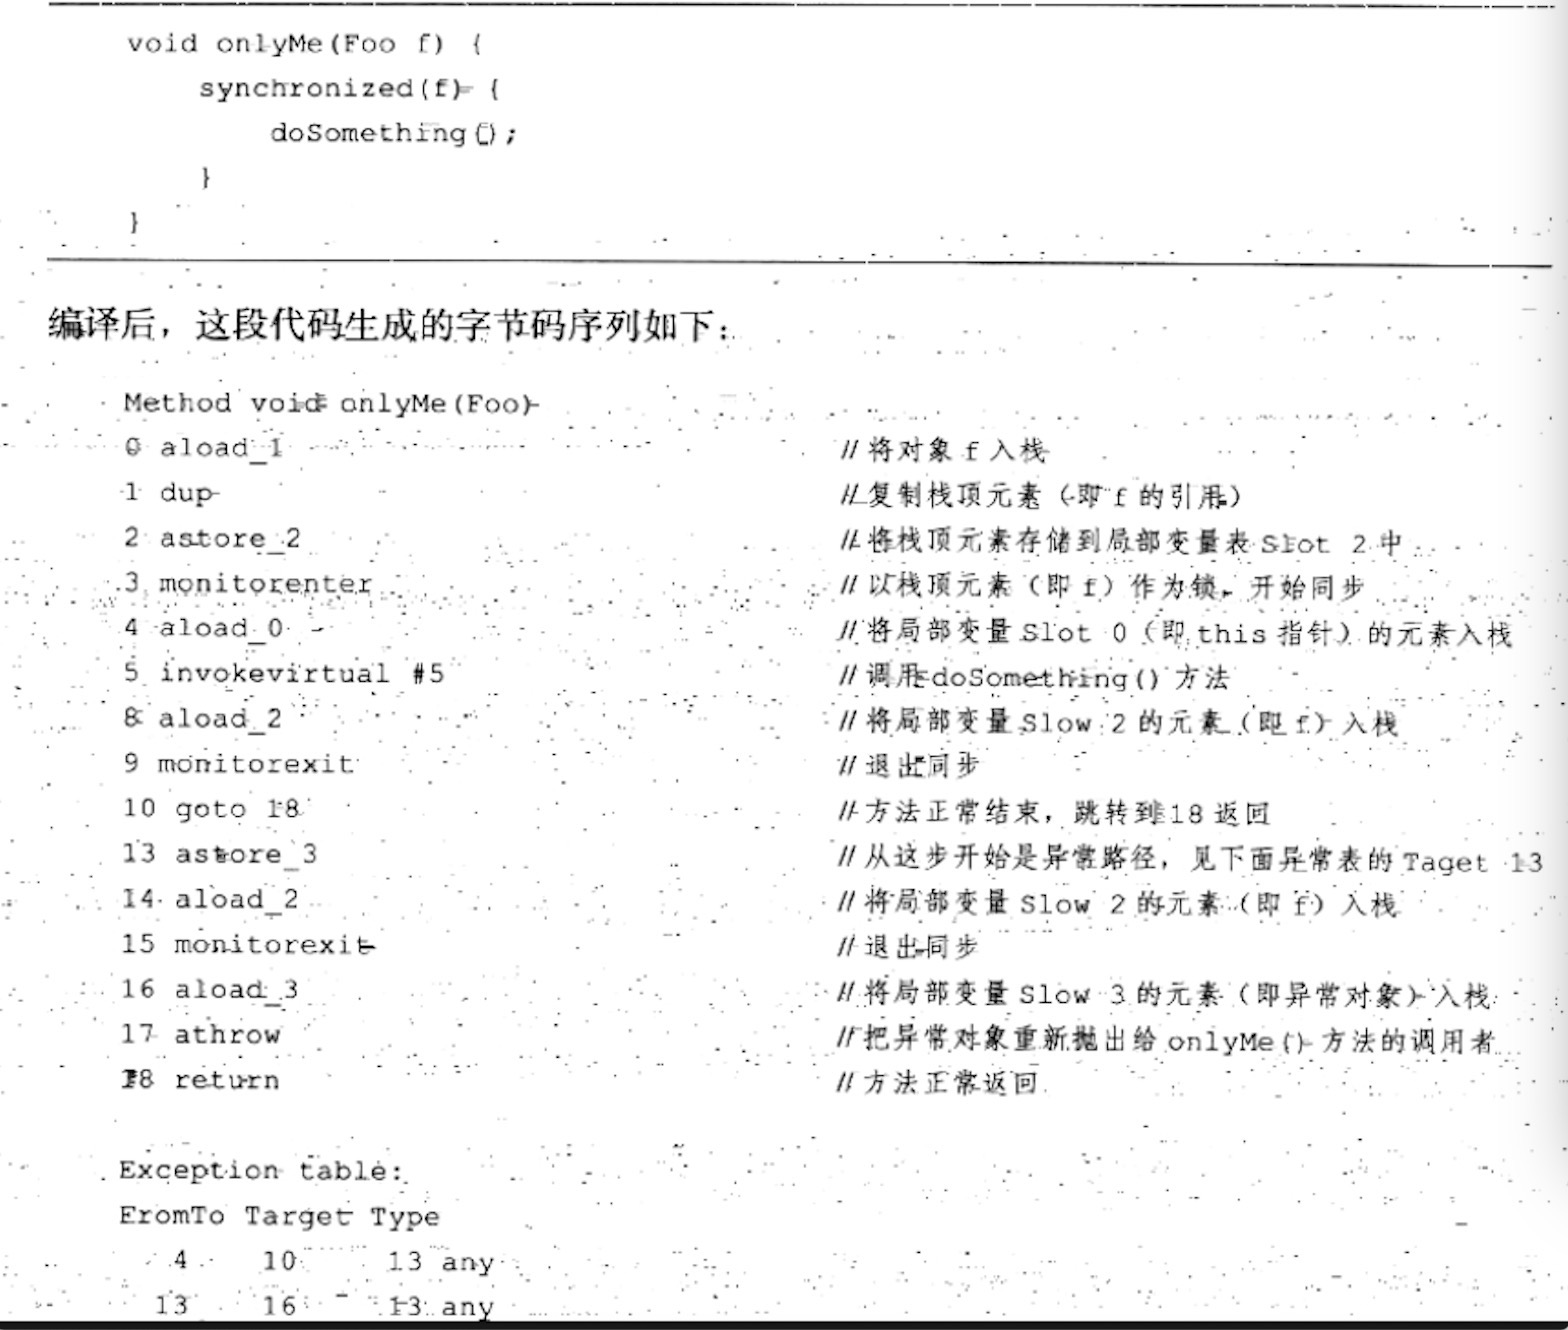 void onlyMe(Foo f) {
synchronized(f) {
doSomething();
}
}
编译后，这段代码生成的字节码序列如下：
Method void onlyMe(Foo)
0 aload_1 //将对象 f 入栈
1 dup //复制栈顶元素（即 f 的引用）
2 astore_2 //将栈顶元素存储到局部变量表 Slot 2 中
3 monitorenter //以栈顶元素（即 f）作为锁，开始同步
4 aload_0 //将局部变量 Slot 0（即 this 指针）的元素入栈
5 invokevirtual #5 //调用 doSomething() 方法
8 aload_2 //将局部变量 Slow 2 的元素（即 f）入栈
9 monitorexit //退出同步
10 goto 18 //方法正常结束，跳转到 18 返回
13 astore_3 //从这步开始是异常路径，见下面异常表的 Taget 13
14 aload_2 //将局部变量 Slow 2 的元素（即 f）入栈
15 monitorexit //退出同步
16 aload_3 //将局部变量 Slow 3 的元素（即异常对象）入栈
17 athrow //把异常对象重新抛出给 onlyMe() 方法的调用者
18 return //方法正常返回
Exception table:
FromTo Target Type
4 10 13 any
13 16 13 any